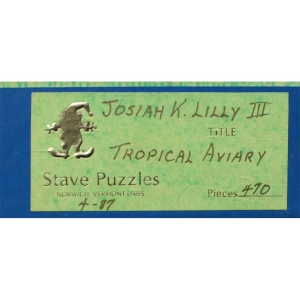 JOSIAH K. LILLY III
TITLE
TROPICAL AVIARY
Stave Puzzles
NORWICH, VERMONT 05055
Pieces 470
4-87